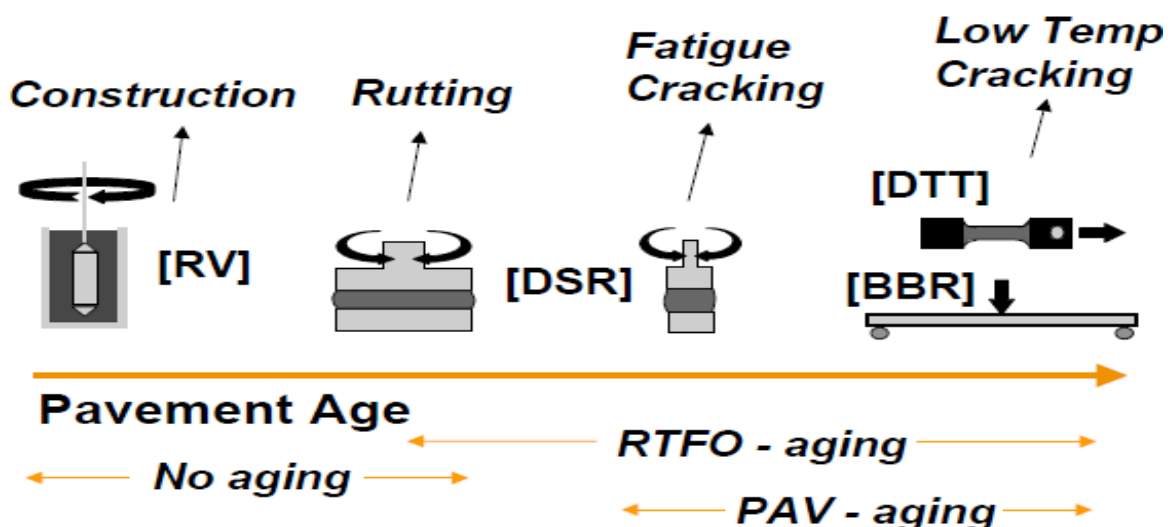 Construction
Rutting
Fatigue
Cracking
Low Temp
Cracking
[RV]
[DSR]
[DTT]
[BBR]
Pavement Age
RTFO - aging
No aging
PAV - aging